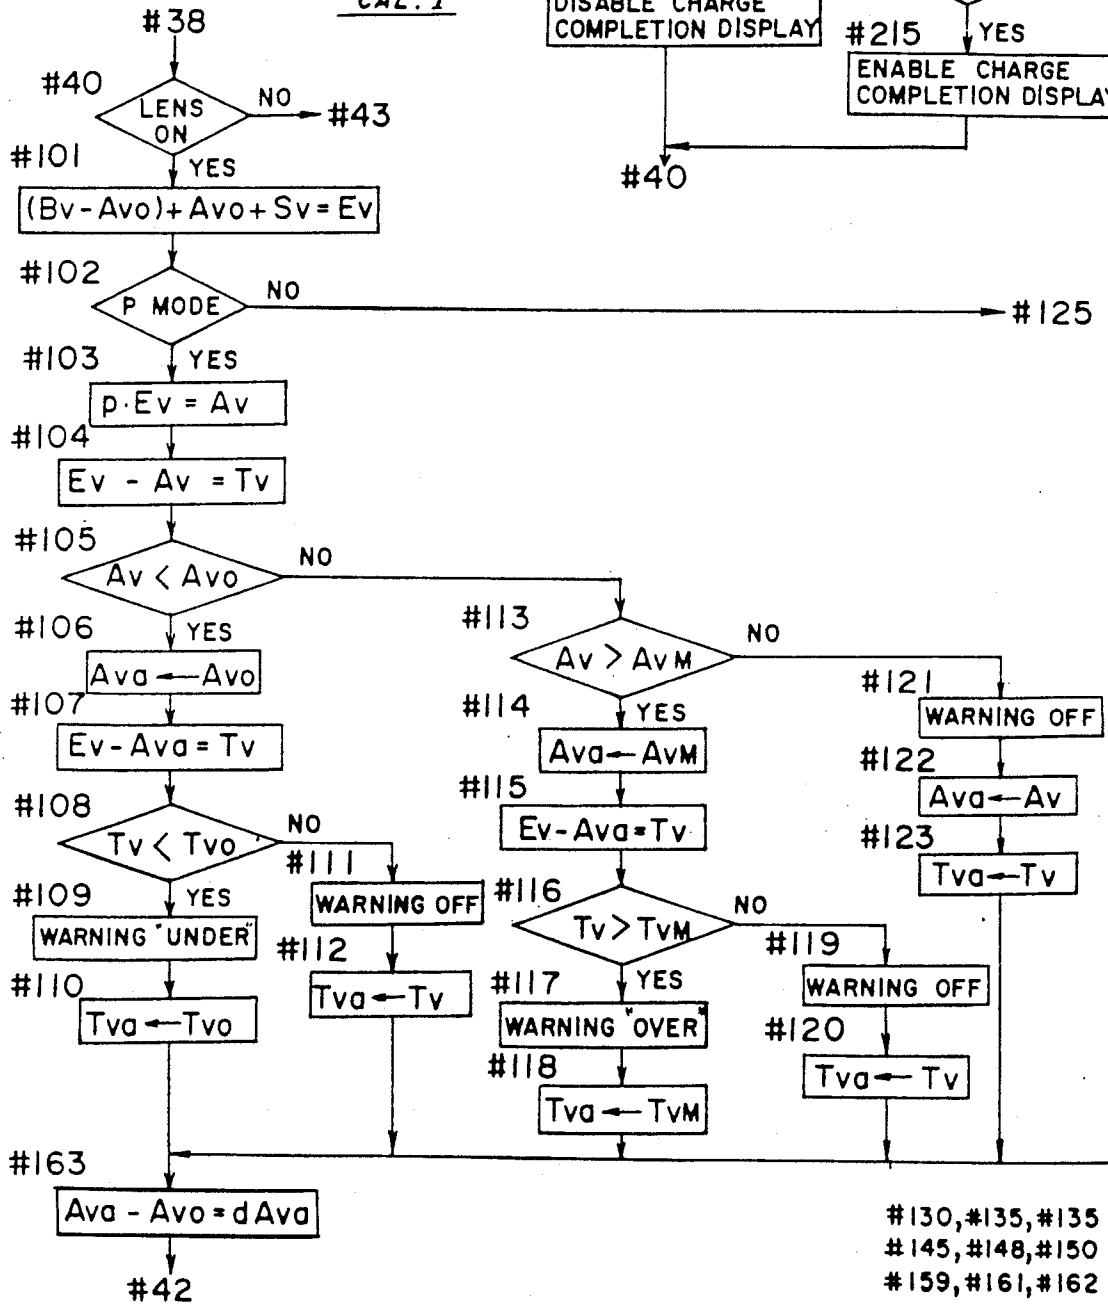 CAL. I
#38
#40
LENS
ON
NO
#43
YES
#101
(Bv-Avo)+Avo+Sv=Ev
#102
P MODE
NO
#125
#103
YES
p·Ev = Av
#104
Ev - Av = Tv
#105
Av < Avo
NO
#106
YES
Ava ← Avo
#107
Ev-Ava = Tv
#108
Tv < Tvo
NO
#109
YES
WARNING "UNDER"
#110
Tva ← Tvo
#111
WARNING OFF
#112
Tva ← Tv
#113
Av > AvM
NO
#114
YES
Ava ← AvM
#115
Ev-Ava=Tv
#116
Tv > TvM
NO
#117
YES
WARNING "OVER"
#118
Tva ← TvM
#119
WARNING OFF
#120
Tva ← Tv
#121
WARNING OFF
#122
Ava ← Av
#123
Tva ← Tv
#163
Ava - Avo = dAva
#42
DISABLE CHARGE
COMPLETION DISPLAY
#215
YES
ENABLE CHARGE
COMPLETION DISPLAY
#40
#130,#135,#135
#145,#148,#150
#159,#161,#162